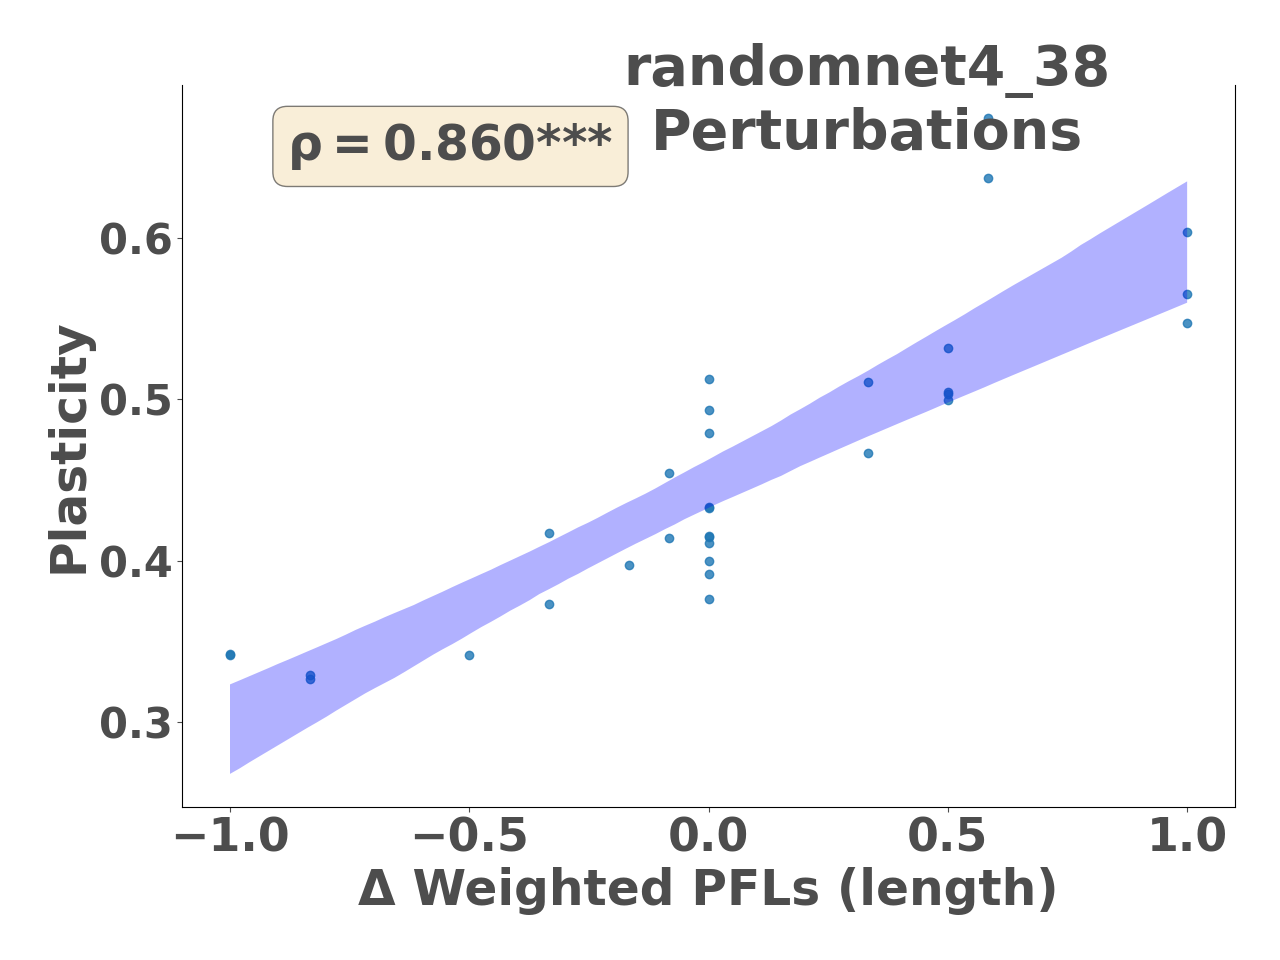 randomnet4_38
Perturbations
ρ = 0.860***
Plasticity
0.6
0.5
0.4
0.3
−1.0
−0.5
0.0
0.5
1.0
Δ Weighted PFLs (length)